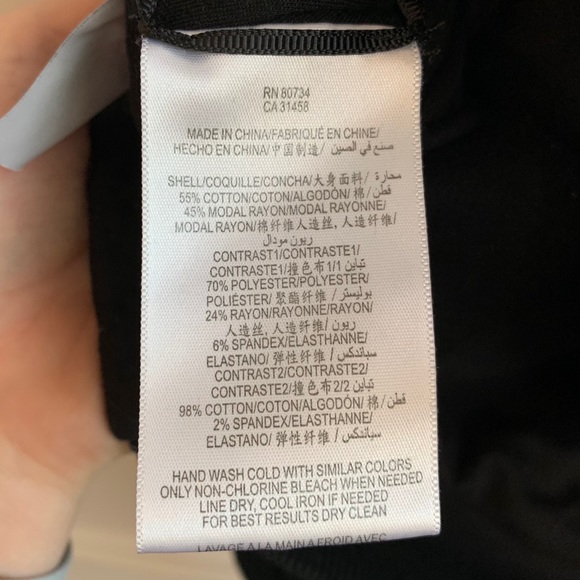 RN 80734
CA 31458
MADE IN CHINA/FABRIQUÉ EN CHINE/
HECHO EN CHINA/中国制造/ صنع في الصين
SHELL/COQUILLE/CONCHA/大身面料/ محارة
55% COTTON/COTON/ALGODÓN/ 棉/ قطن
45% MODAL RAYON/MODAL RAYONNE/
MODAL RAYON/棉纤维人造丝, 人造纤维/
ريون مودال
CONTRAST1/CONTRASTE1/
CONTRASTE1/撞色布1/1 تباين
70% POLYESTER/POLYESTER/
POLIÉSTER/ 聚酯纤维 / بوليستر
24% RAYON/RAYONNE/RAYON/
人造丝, 人造纤维/ ريون
6% SPANDEX/ELASTHANNE/
ELASTANO/ 弹性纤维/ سباندكس
CONTRAST2/CONTRASTE2/
CONTRASTE2/撞色布2/2 تباين
98% COTTON/COTON/ALGODÓN/ 棉/ قطن
2% SPANDEX/ELASTHANNE/
ELASTANO/ 弹性纤维/ سباندكس
HAND WASH COLD WITH SIMILAR COLORS
ONLY NON-CHLORINE BLEACH WHEN NEEDED
LINE DRY, COOL IRON IF NEEDED
FOR BEST RESULTS DRY CLEAN
LAVAGE A LA MAIN A FROID AVEC